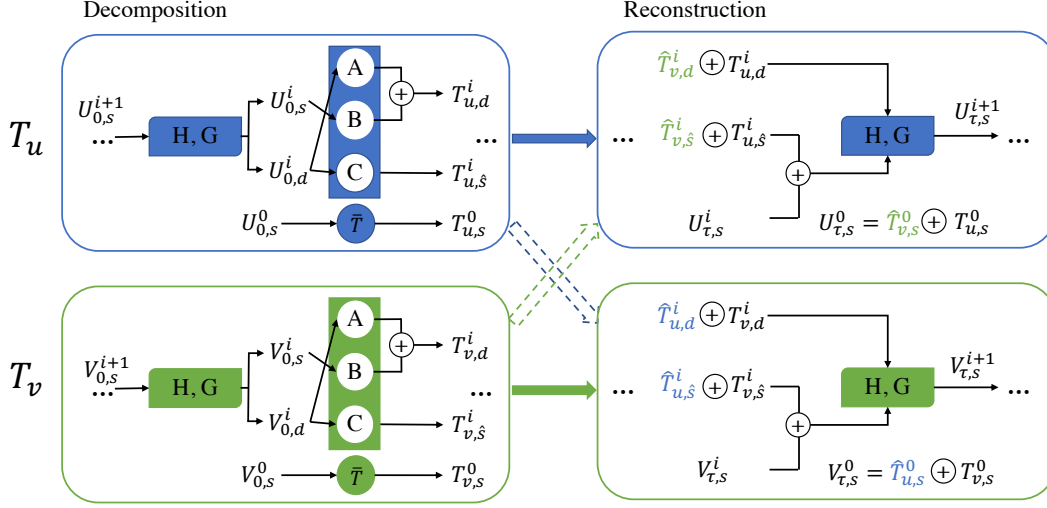 Decomposition
Reconstruction
T_u
U_{0,s}^{i+1}
...
H, G
U_{0,s}^{i}
U_{0,d}^{i}
A
B
C
+
T_{u,d}^{i}
...
T_{u,ŝ}^{i}
U_{0,s}^{0}
T̄
T_{u,s}^{0}
...
T̂_{v,d}^{i} ⊕ T_{u,d}^{i}
T̂_{v,ŝ}^{i} ⊕ T_{u,ŝ}^{i}
+
U_{τ,s}^{i}
H, G
U_{τ,s}^{i+1}
...
U_{τ,s}^{0} = T̂_{v,s}^{0} ⊕ T_{u,s}^{0}
T_v
V_{0,s}^{i+1}
...
H, G
V_{0,s}^{i}
V_{0,d}^{i}
A
B
C
+
T_{v,d}^{i}
...
T_{v,ŝ}^{i}
V_{0,s}^{0}
T̄
T_{v,s}^{0}
...
T̂_{u,d}^{i} ⊕ T_{v,d}^{i}
T̂_{u,ŝ}^{i} ⊕ T_{v,ŝ}^{i}
+
V_{τ,s}^{i}
H, G
V_{τ,s}^{i+1}
...
V_{τ,s}^{0} = T̂_{u,s}^{0} ⊕ T_{v,s}^{0}